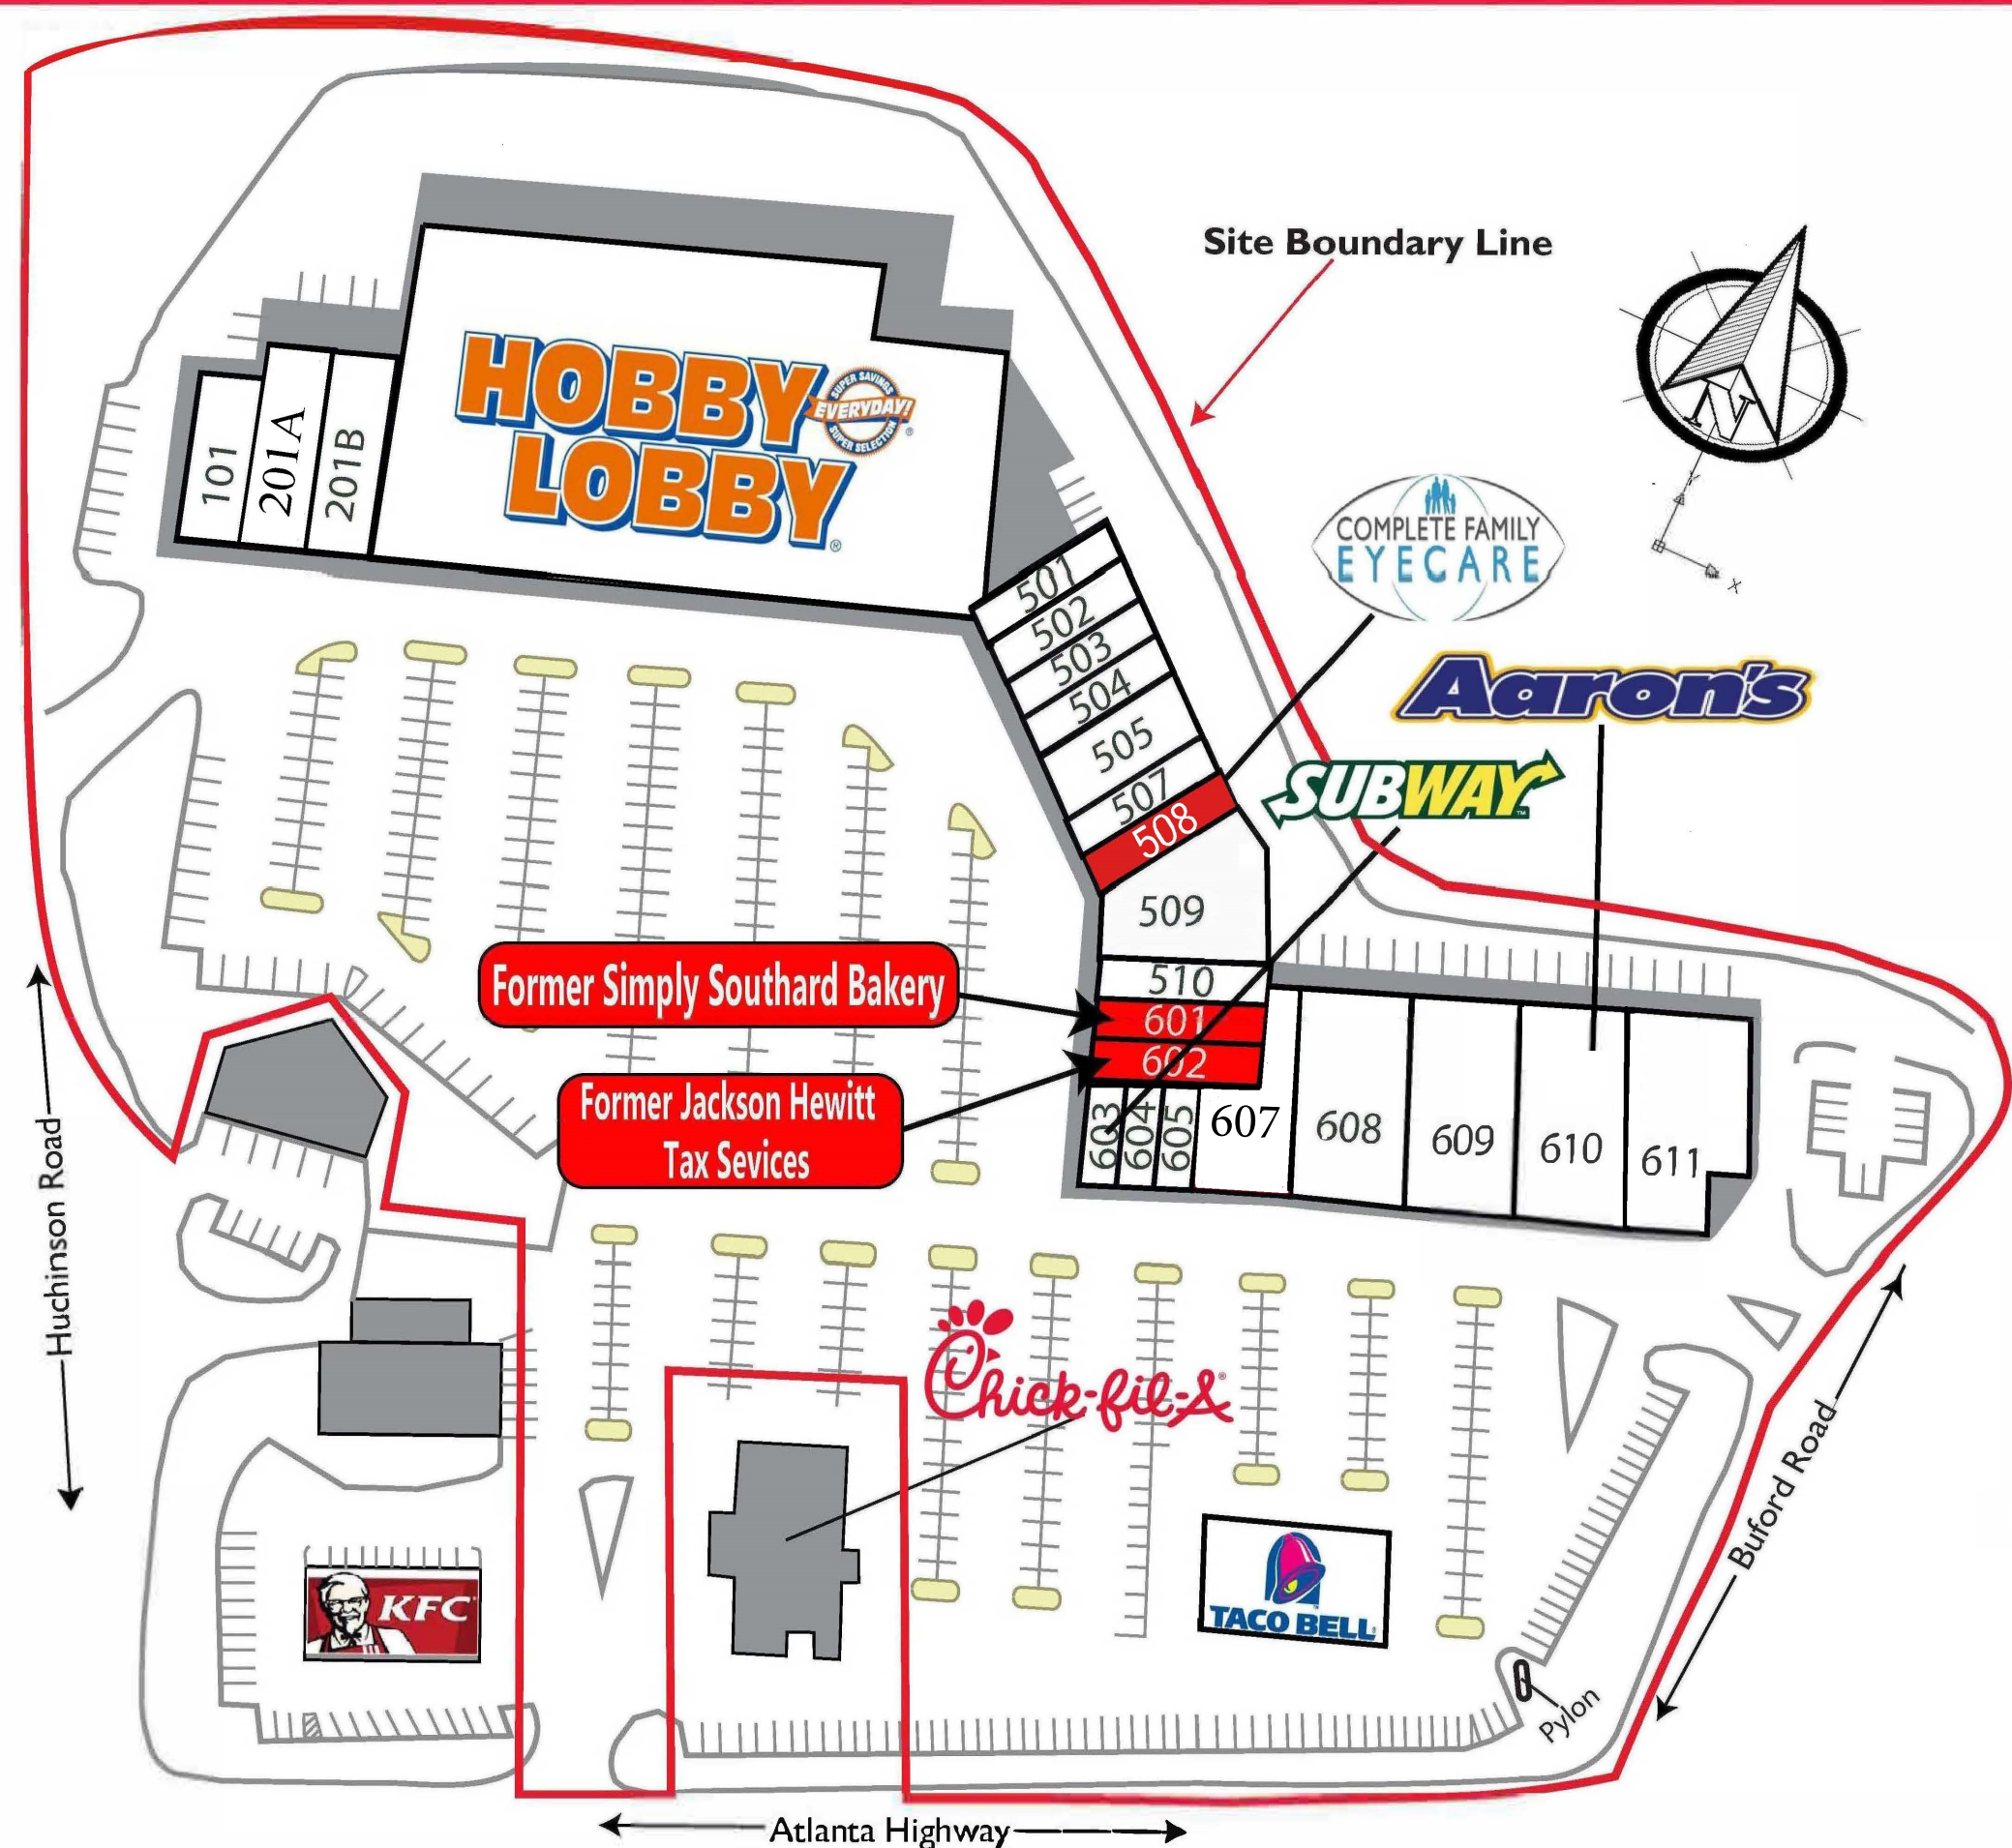 Site Boundary Line
HOBBY
LOBBY
SUPER SAVINGS
EVERYDAY!
SUPER SELECTION
®
®
N
Y
X
COMPLETE FAMILY
EYECARE
Aaron's
SUBWAY
™
101
201A
201B
501
502
503
504
505
507
508
509
510
601
602
603
604
605
607
608
609
610
611
Former Simply Southard Bakery
Former Jackson Hewitt
Tax Sevices
Huchinson Road
Chick-fil-A®
KFC
TACO BELL
Buford Road
Pylon
Atlanta Highway